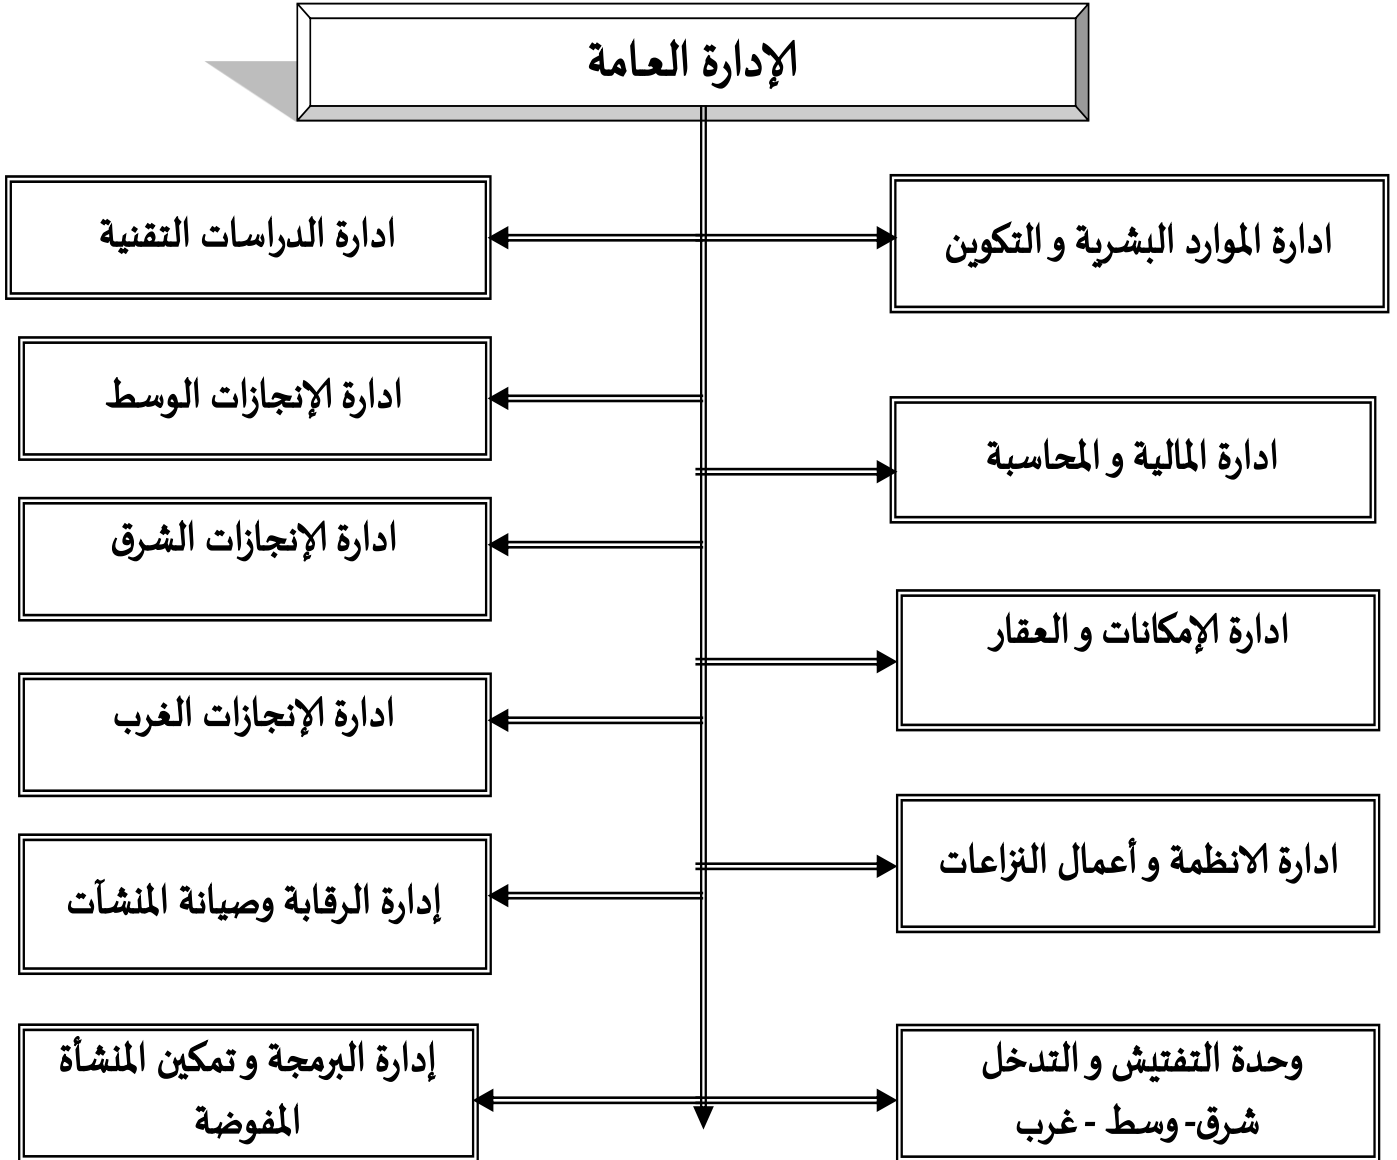 الإدارة العامة
ادارة الموارد البشرية و التكوين
ادارة الدراسات التقنية
ادارة الإنجازات الوسط
ادارة المالية و المحاسبة
ادارة الإنجازات الشرق
ادارة الإمكانات و العقار
ادارة الإنجازات الغرب
ادارة الانظمة و أعمال النزاعات
إدارة الرقابة وصيانة المنشآت
وحدة التفتيش و التدخل
شرق- وسط - غرب
إدارة البرمجة و تمكين المنشأة
المفوضة